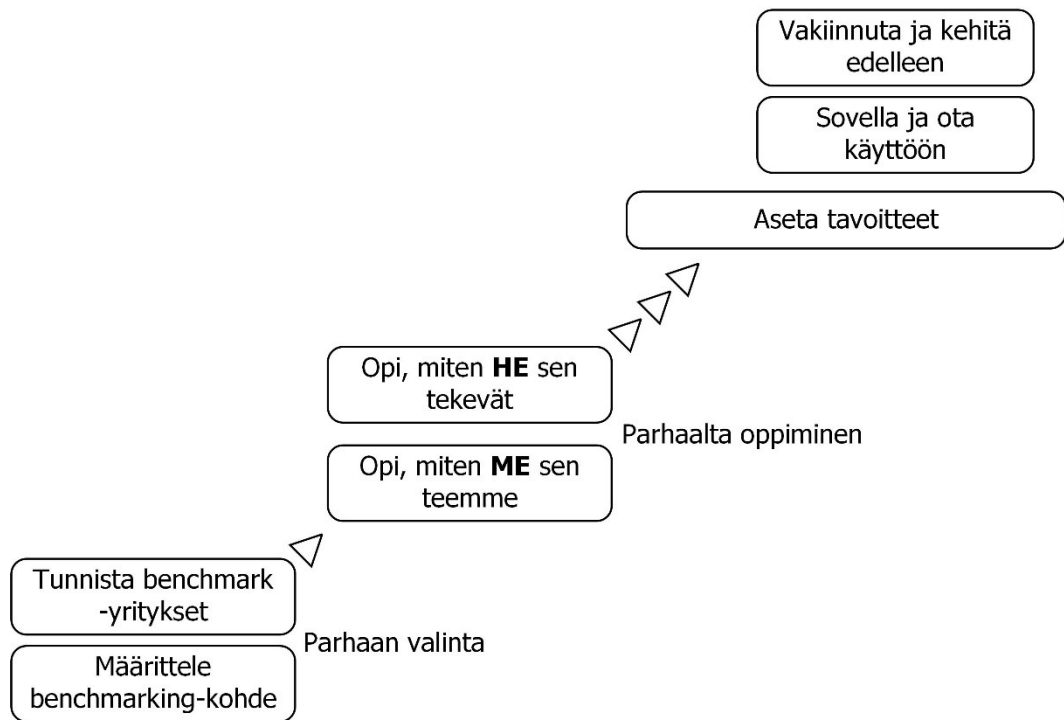 Vakiinnuta ja kehitä
edelleen
Sovella ja ota
käyttöön
Aseta tavoitteet
Opi, miten HE sen
tekevät
Parhaalta oppiminen
Opi, miten ME sen
teemme
Tunnista benchmark
-yritykset
Parhaan valinta
Määrittele
benchmarking-kohde